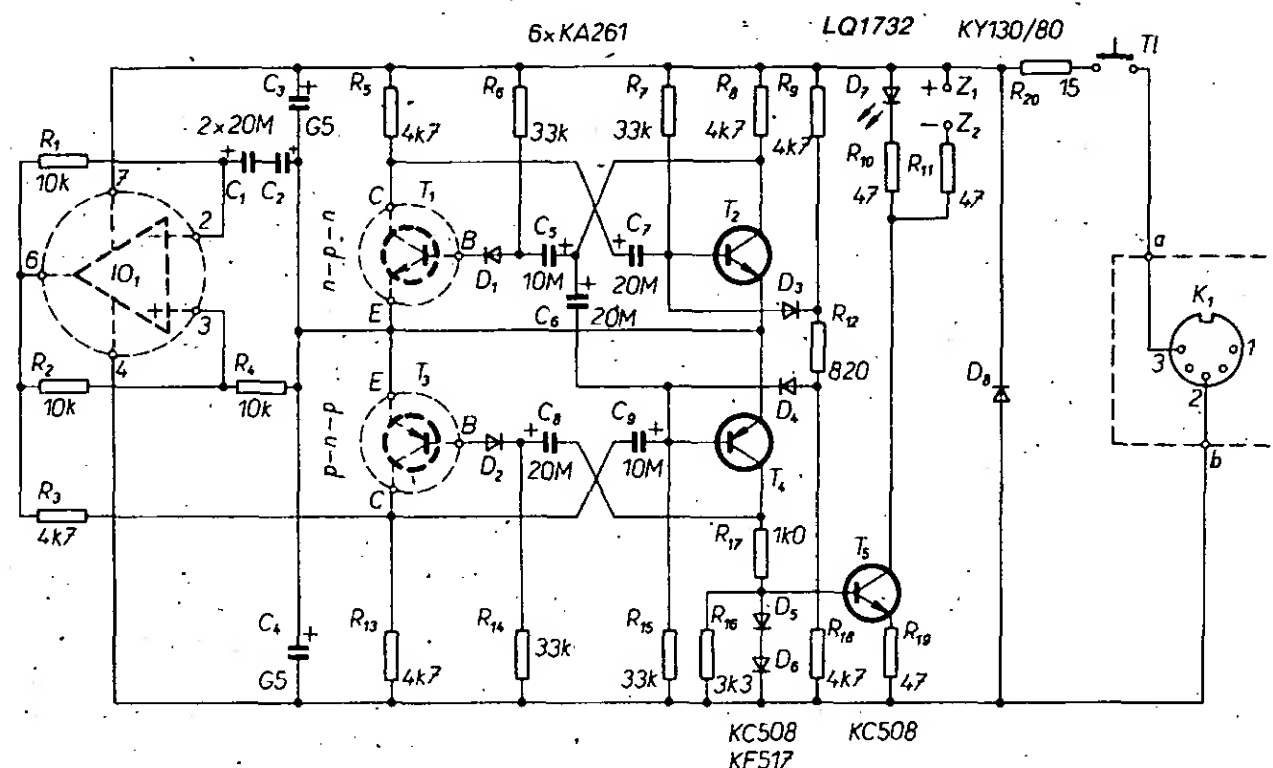 6xKA261
LQ1732
KY130/80
TI
C3
+
G5
R5
4k7
R6
33k
R7
33k
R8
4k7
R9
4k7
D7
+ Z1
− Z2
R20
15
2×20M
R1
10k
+
C1
+
C2
R10
47
R11
47
7
2
−
6
IO1
+
3
4
n-p-n
C
T1
B
E
D1
C5
+
10M
+
C7
20M
T2
D3
+
C6
20M
R12
820
a
K1
3
1
2
b
R2
10k
R4
10k
p-n-p
E
T3
B
C
D2
+
C8
20M
C9
+
10M
D4
T4
D8
R3
4k7
R17
1k0
T5
C4
+
G5
R13
4k7
R14
33k
R15
33k
R16
3k3
D5
D6
R18
4k7
R19
47
KC508
KF517
KC508